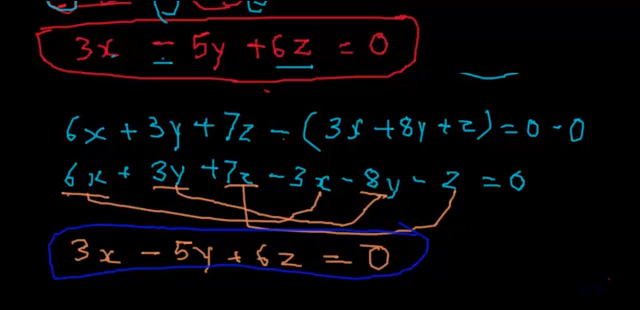 3x - 5y + 6z = 0
6x + 3y + 7z - (3x + 8y + z) = 0 - 0
6x + 3y + 7z - 3x - 8y - z = 0
3x - 5y + 6z = 0